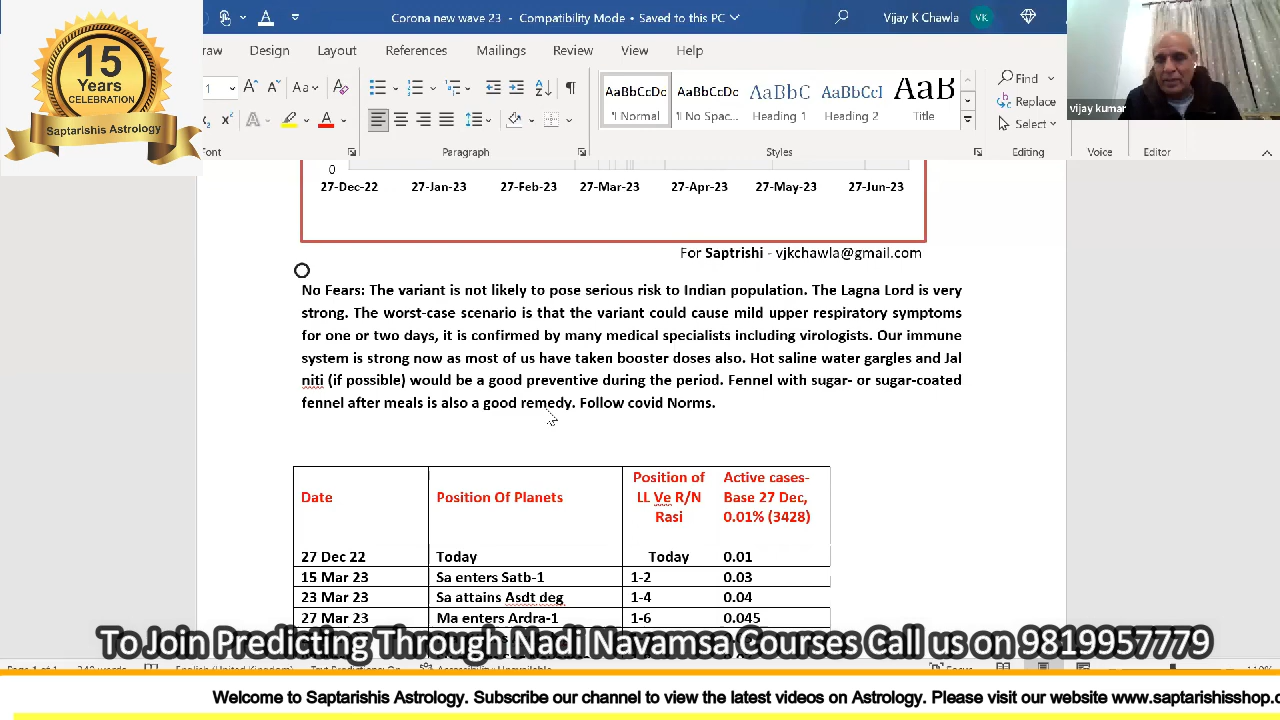 15
Years
CELEBRATION
Saptarishis Astrology
Corona new wave 23 - Compatibility Mode • Saved to this PC
Vijay K Chawla
VK
raw Design Layout References Mailings Review View Help
Aa
Find
Replace
Select
AaBbCcDc
¶ Normal
AaBbCcDc
¶ No Spac...
AaBbC
Heading 1
AaBbCcI
Heading 2
AaB
Title
vijay kumar
Font
Paragraph
Styles
Editing
Voice
Editor
0
27-Dec-22 27-Jan-23 27-Feb-23 27-Mar-23 27-Apr-23 27-May-23 27-Jun-23
For Saptrishi - vjkchawla@gmail.com
No Fears: The variant is not likely to pose serious risk to Indian population. The Lagna Lord is very
strong. The worst-case scenario is that the variant could cause mild upper respiratory symptoms
for one or two days, it is confirmed by many medical specialists including virologists. Our immune
system is strong now as most of us have taken booster doses also. Hot saline water gargles and Jal
niti (if possible) would be a good preventive during the period. Fennel with sugar- or sugar-coated
fennel after meals is also a good remedy. Follow covid Norms.
Date
Position Of Planets
Position of
LL Ve R/N
Rasi
Active cases-
Base 27 Dec,
0.01% (3428)
27 Dec 22 Today Today 0.01
15 Mar 23 Sa enters Satb-1 1-2 0.03
23 Mar 23 Sa attains Asdt deg 1-4 0.04
27 Mar 23 Ma enters Ardra-1 1-6 0.045
To Join Predicting Through Nadi Navamsa Courses Call us on 9819957779
Welcome to Saptarishis Astrology. Subscribe our channel to view the latest videos on Astrology. Please visit our website www.saptarishisshop.c